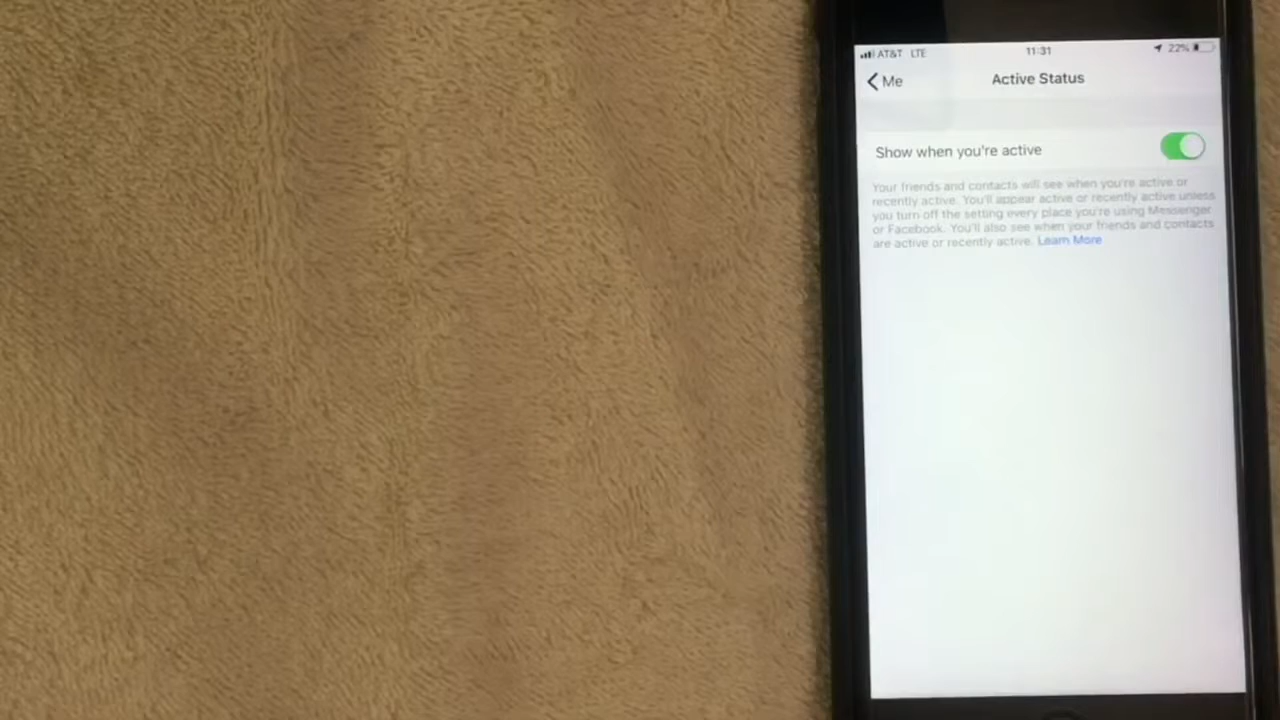 AT&T LTE 11:31 22%
Me Active Status
Show when you're active
Your friends and contacts will see when you're active or
recently active. You'll appear active or recently active unless
you turn off the setting every place you're using Messenger
or Facebook. You'll also see when your friends and contacts
are active or recently active. Learn More